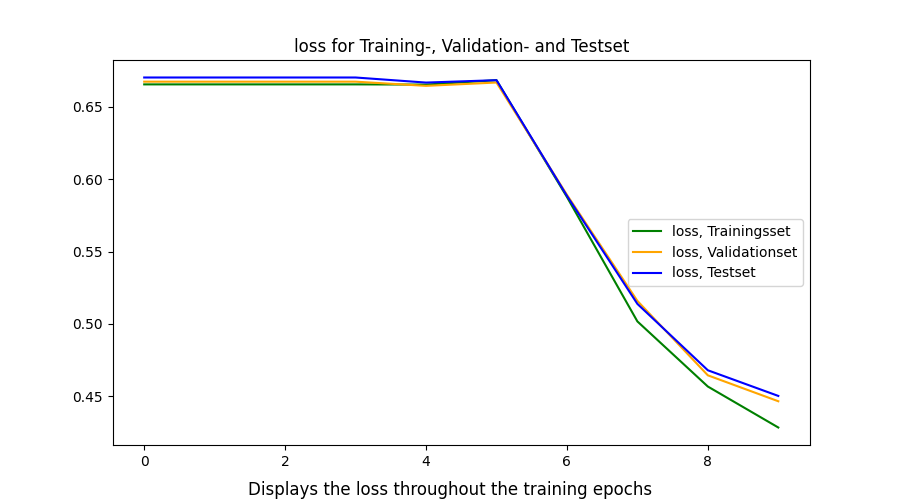 loss for Training-, Validation- and Testset
0.65
0.60
0.55
0.50
0.45
loss, Trainingsset
loss, Validationset
loss, Testset
0 2 4 6 8
Displays the loss throughout the training epochs